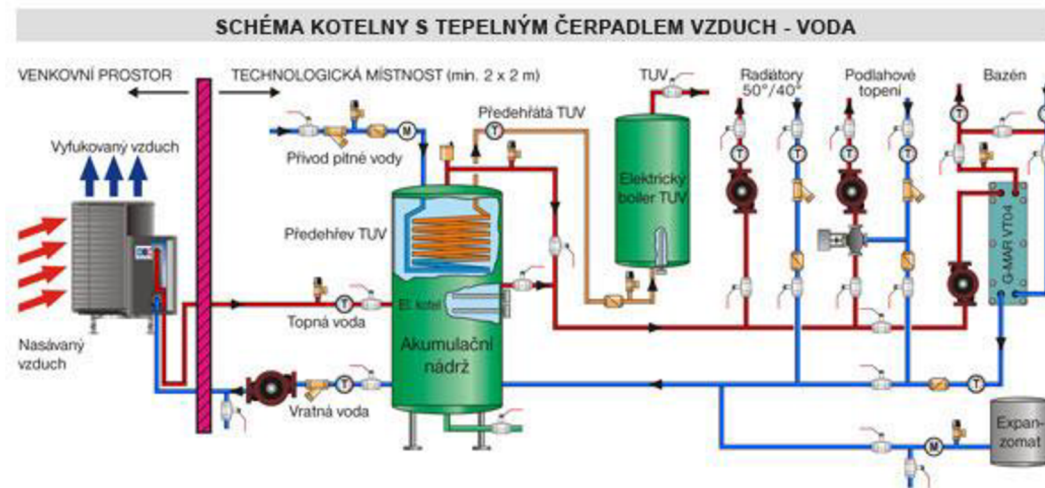 SCHÉMA KOTELNY S TEPELNÝM ČERPADLEM VZDUCH - VODA
VENKOVNÍ PROSTOR
TECHNOLOGICKÁ MÍSTNOST (min. 2 x 2 m)
TUV
Radiátory
50°/40°
Podlahové
topení
Bazén
Předehřátá TUV
M
T
Přívod pitné vody
Vyfukovaný vzduch
T
T
T
T
T
Elektrický
boiler TUV
G-MAR VT04
Předehřev TUV
El. kotel
T
Topná voda
Akumulační
nádrž
Nasávaný
vzduch
T
T
Vratná voda
Expan-
zomat
M